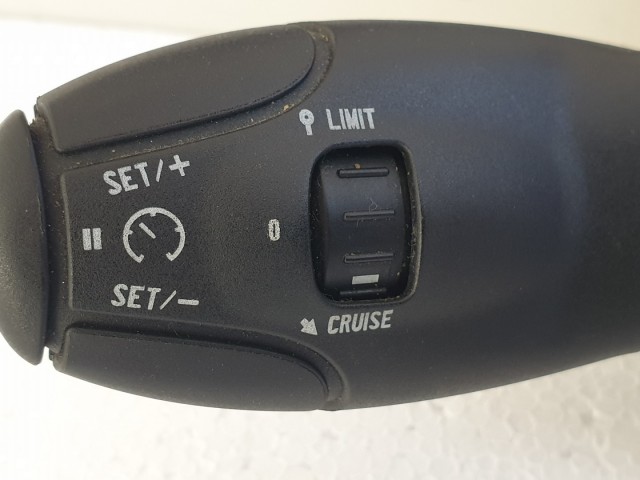 LIMIT
SET/+
0
SET/–
CRUISE